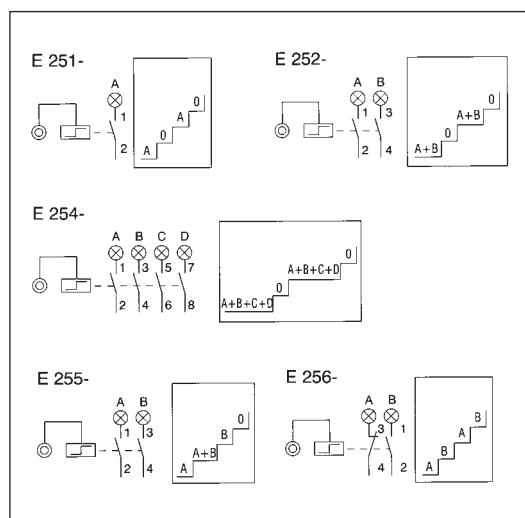 E 251-
A
1
2
A 0 A 0
E 252-
A B
1 3
2 4
A+B 0 A+B 0
E 254-
A B C D
1 3 5 7
2 4 6 8
A+B+C+D 0 A+B+C+D 0
E 255-
A B
1 3
2 4
A A+B B 0
E 256-
A B
3 1
4 2
A B A B